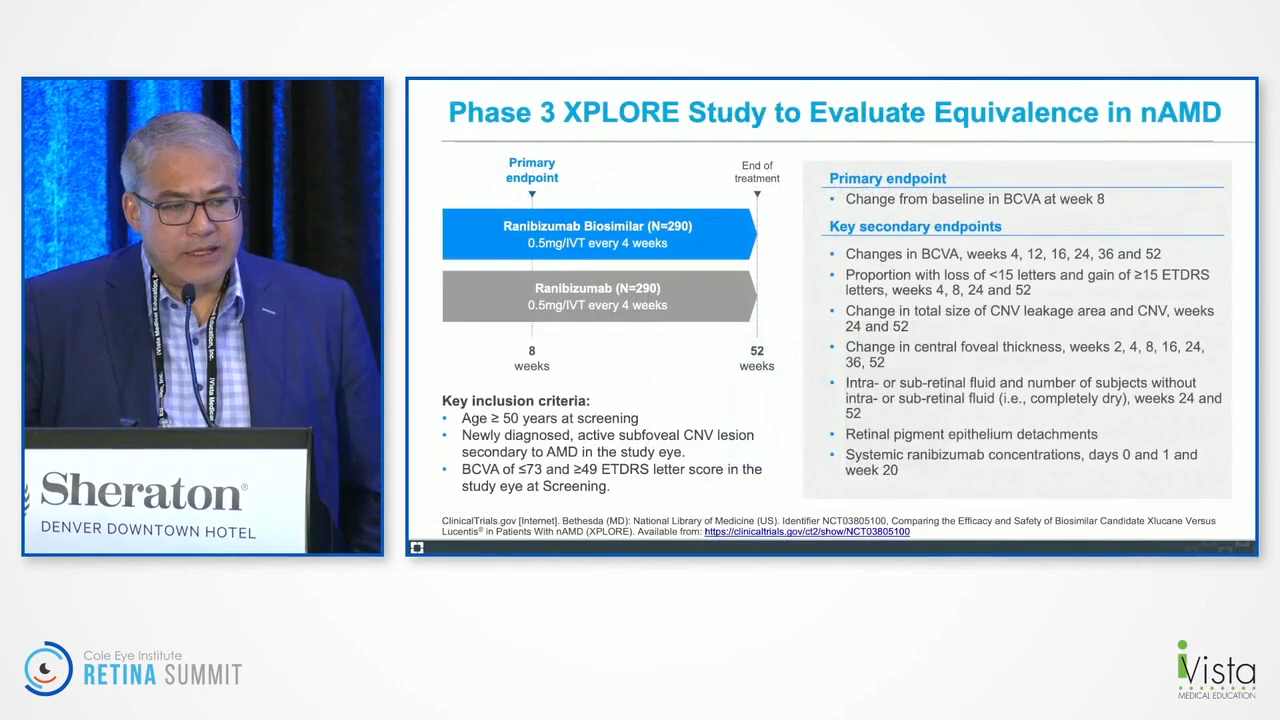 Phase 3 XPLORE Study to Evaluate Equivalence in nAMD
Primary
endpoint
End of
treatment
Ranibizumab Biosimilar (N=290)
0.5mg/IVT every 4 weeks
Ranibizumab (N=290)
0.5mg/IVT every 4 weeks
8
weeks
52
weeks
Key inclusion criteria:
• Age ≥ 50 years at screening
• Newly diagnosed, active subfoveal CNV lesion
secondary to AMD in the study eye.
• BCVA of ≤73 and ≥49 ETDRS letter score in the
study eye at Screening.
Primary endpoint
• Change from baseline in BCVA at week 8
Key secondary endpoints
• Changes in BCVA, weeks 4, 12, 16, 24, 36 and 52
• Proportion with loss of <15 letters and gain of ≥15 ETDRS
letters, weeks 4, 8, 24 and 52
• Change in total size of CNV leakage area and CNV, weeks
24 and 52
• Change in central foveal thickness, weeks 2, 4, 8, 16, 24,
36, 52
• Intra- or sub-retinal fluid and number of subjects without
intra- or sub-retinal fluid (i.e., completely dry), weeks 24 and
52
• Retinal pigment epithelium detachments
• Systemic ranibizumab concentrations, days 0 and 1 and
week 20
ClinicalTrials.gov [Internet]. Bethesda (MD): National Library of Medicine (US). Identifier NCT03805100, Comparing the Efficacy and Safety of Biosimilar Candidate Xlucane Versus
Lucentis® in Patients With nAMD (XPLORE). Available from: https://clinicaltrials.gov/ct2/show/NCT03805100
Sheraton®
DENVER DOWNTOWN HOTEL
Cole Eye Institute
RETINA SUMMIT
iVista
MEDICAL EDUCATION